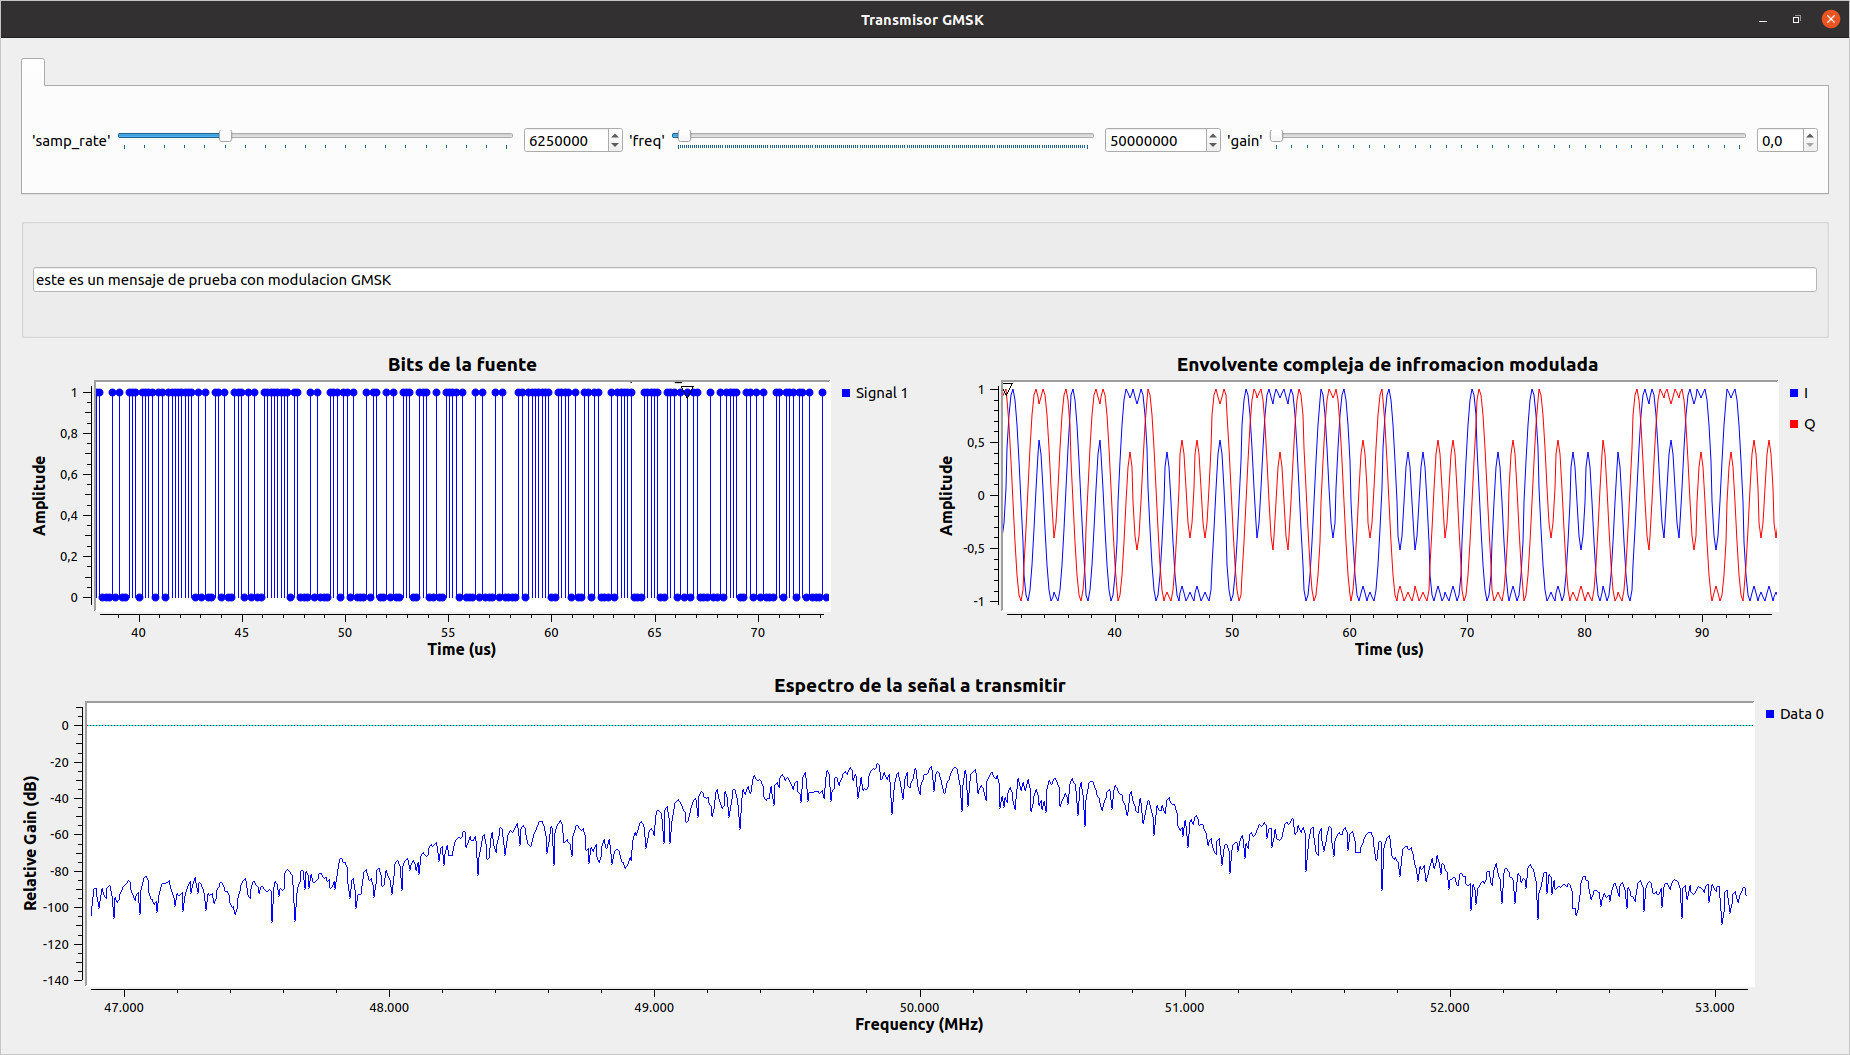 Transmisor GMSK
'samp_rate' 6250000 'freq' 50000000 'gain' 0,0
este es un mensaje de prueba con modulacion GMSK
Bits de la fuente
Amplitude
1
0,8
0,6
0,4
0,2
0
40 45 50 55 60 65 70
Time (us)
Signal 1
Envolvente compleja de infromacion modulada
Amplitude
1
0,5
0
-0,5
-1
40 50 60 70 80 90
Time (us)
I
Q
Espectro de la señal a transmitir
Relative Gain (dB)
0
-20
-40
-60
-80
-100
-120
-140
47.000 48.000 49.000 50.000 51.000 52.000 53.000
Frequency (MHz)
Data 0